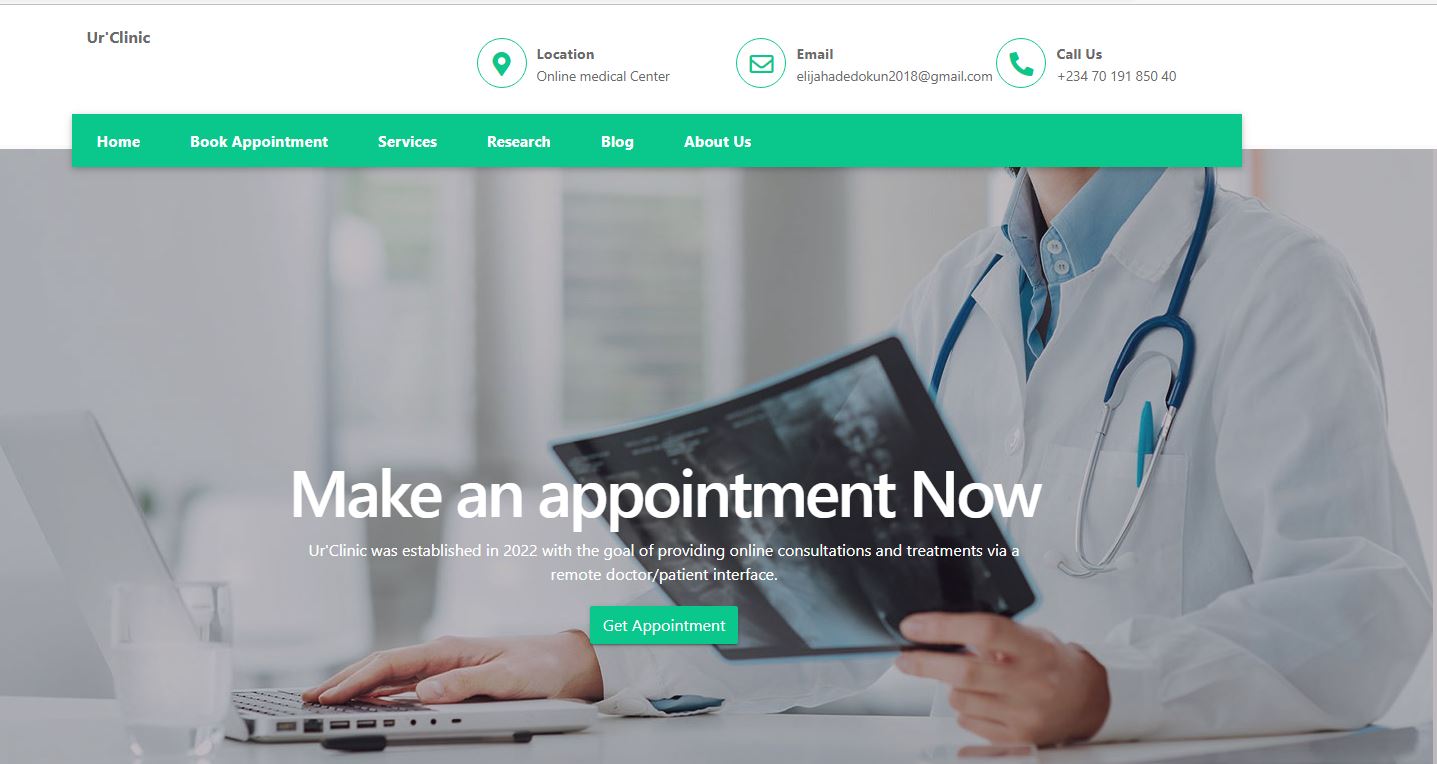 Ur'Clinic
Location
Online medical Center
Email
elijahadedokun2018@gmail.com
Call Us
+234 70 191 850 40
Home
Book Appointment
Services
Research
Blog
About Us
Make an appointment Now
Ur'Clinic was established in 2022 with the goal of providing online consultations and treatments via a
remote doctor/patient interface.
Get Appointment